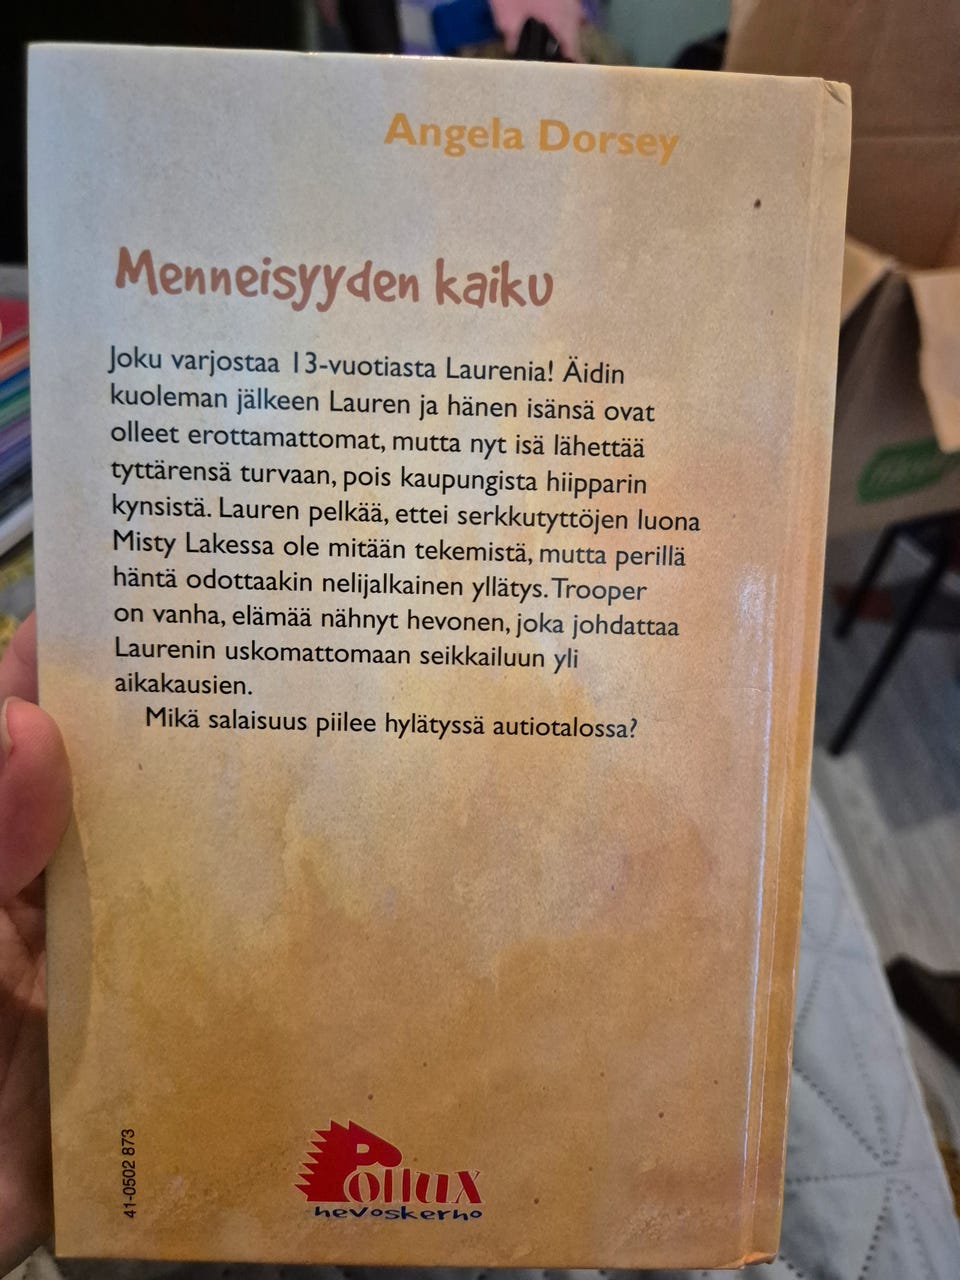 Angela Dorsey
Menneisyyden kaiku
Joku varjostaa 13-vuotiasta Laurenia! Äidin
kuoleman jälkeen Lauren ja hänen isänsä ovat
olleet erottamattomat, mutta nyt isä lähettää
tyttärensä turvaan, pois kaupungista hiipparin
kynsistä. Lauren pelkää, ettei serkkutyttöjen luona
Misty Lakessa ole mitään tekemistä, mutta perillä
häntä odottaakin nelijalkainen yllätys. Trooper
on vanha, elämää nähnyt hevonen, joka johdattaa
Laurenin uskomattomaan seikkailuun yli
aikakausien.
Mikä salaisuus piilee hylätyssä autiotalossa?
41-0502 873
Pollux
hevoskerho